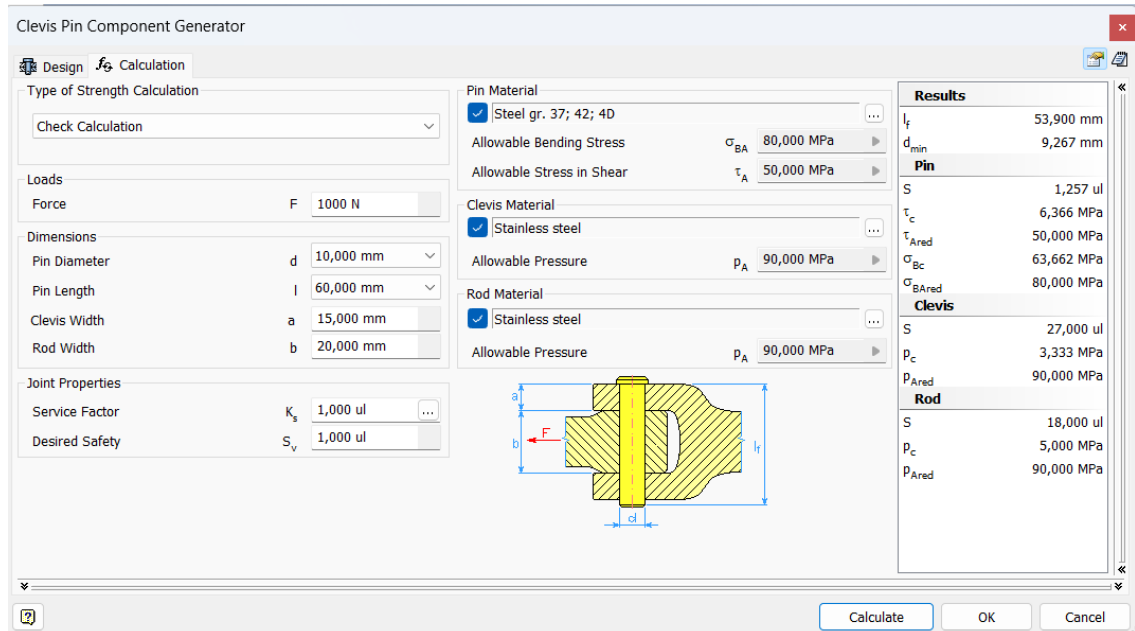 Clevis Pin Component Generator
Design
Calculation
Type of Strength Calculation
Check Calculation
Loads
Force F 1000 N
Dimensions
Pin Diameter d 10,000 mm
Pin Length l 60,000 mm
Clevis Width a 15,000 mm
Rod Width b 20,000 mm
Joint Properties
Service Factor Ks 1,000 ul ...
Desired Safety Sv 1,000 ul
Pin Material
Steel gr. 37; 42; 4D ...
Allowable Bending Stress σBA 80,000 MPa
Allowable Stress in Shear τA 50,000 MPa
Clevis Material
Stainless steel ...
Allowable Pressure pA 90,000 MPa
Rod Material
Stainless steel ...
Allowable Pressure pA 90,000 MPa
a
b
F
lf
d
Results
lf 53,900 mm
dmin 9,267 mm
Pin
S 1,257 ul
τc 6,366 MPa
τAred 50,000 MPa
σBc 63,662 MPa
σBAred 80,000 MPa
Clevis
S 27,000 ul
pc 3,333 MPa
pAred 90,000 MPa
Rod
S 18,000 ul
pc 5,000 MPa
pAred 90,000 MPa
Calculate
OK
Cancel